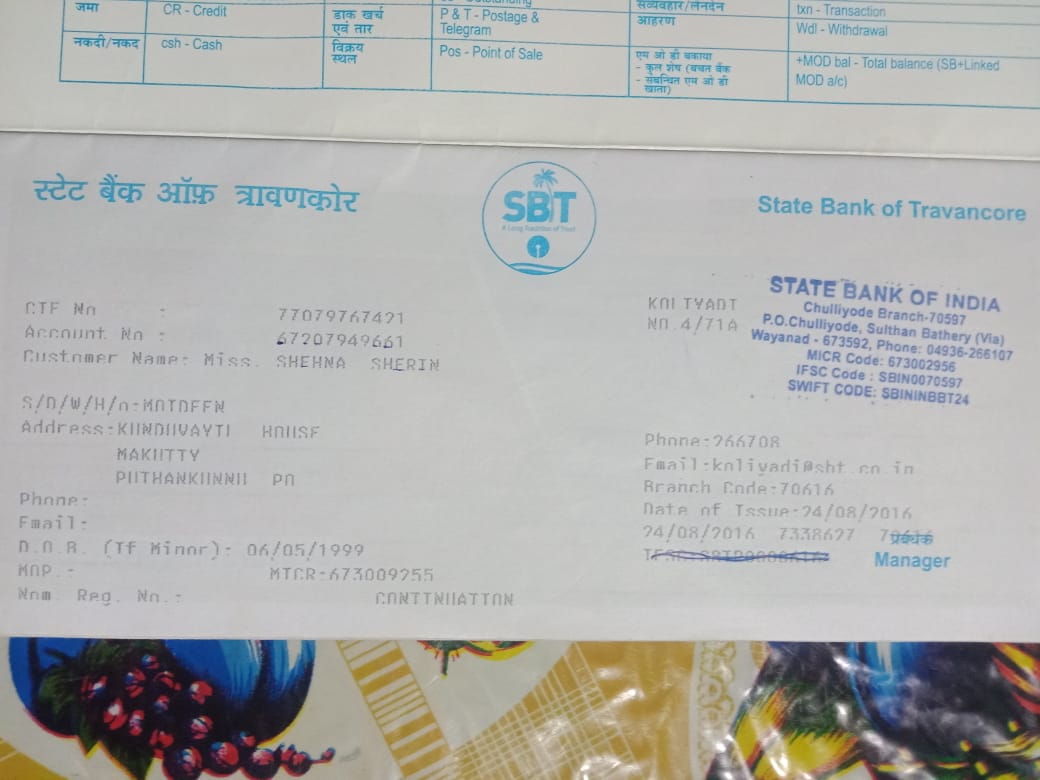 जमा CR - Credit डाक खर्च एवं तार P & T - Postage & Telegram सव्यवहार/लेनदेन txn - Transaction
आहरण Wdl - Withdrawal
नकदी/नकद csh - Cash विक्रय स्थल Pos - Point of Sale एम ओ डी बकाया - कुल शेष (बचत बैंक - संबन्धित एम ओ डी खाता) +MOD bal - Total balance (SB+Linked MOD a/c)
स्टेट बैंक ऑफ़ त्रावणकोर
SBT
A Long Tradition of Trust
State Bank of Travancore
CIF No : 77079767421
Account No : 67207949661
Customer Name: Miss. SHEHNA SHERIN
S/D/W/H/o:MOIDEEN
Address:KUNDUVAYTI HOUSE
MAKUTTY
PUTHANKUNNU PO
Phone:
Email:
D.O.B. (If Minor): 06/05/1999
MOP.: MICR:673009255
Nom. Reg. No.: CONTINUATION
KOLIYADI
NO.4/71A
STATE BANK OF INDIA
Chulliyode Branch-70597
P.O.Chulliyode, Sulthan Bathery (Via)
Wayanad - 673592, Phone: 04936-266107
MICR Code: 673002956
IFSC Code : SBIN0070597
SWIFT CODE: SBININBBT24
Phone:266708
Email:koliyadi@sbt.co.in
Branch Code:70616
Date of Issue:24/08/2016
24/08/2016 7338627 प्रबंधक
Manager